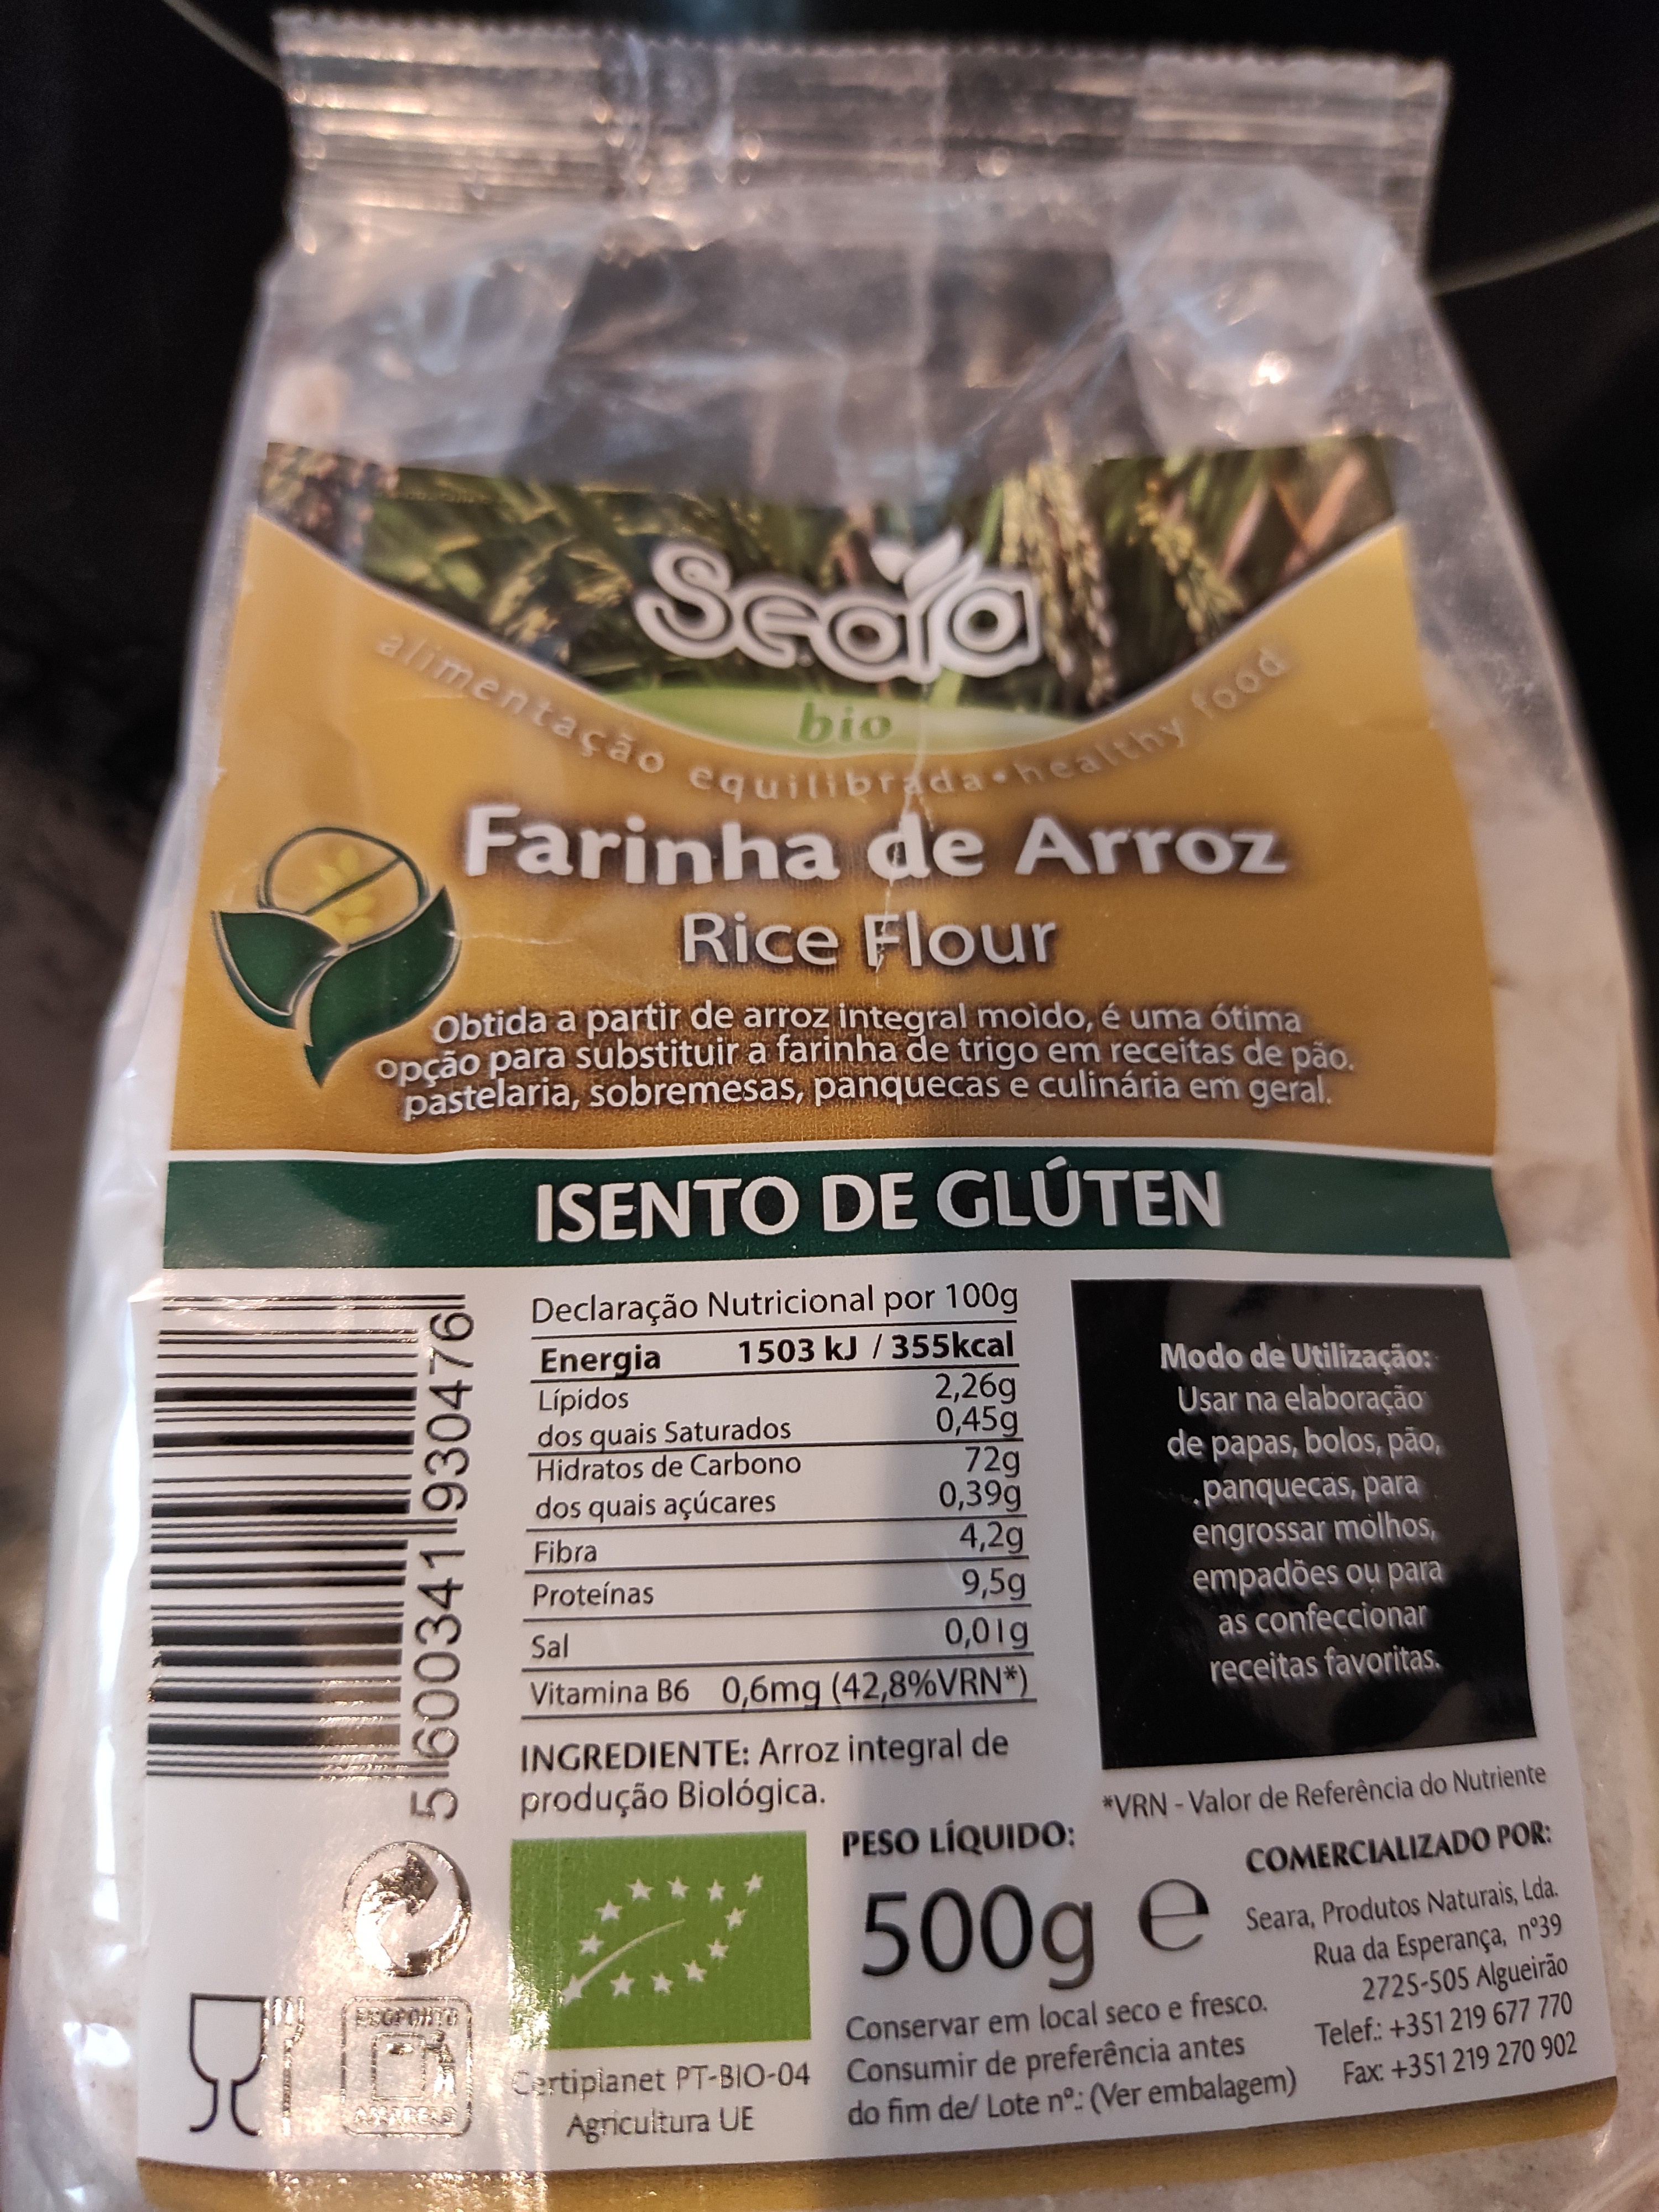 Seara
bio
alimentação equilibrada • healthy food
Farinha de Arroz
Rice Flour
Obtida a partir de arroz integral moìdo, é uma ótima
opção para substituir a farinha de trigo em receitas de pão,
pastelaria, sobremesas, panquecas e culinária em geral.
ISENTO DE GLÚTEN
5 600341 930476
Declaração Nutricional por 100g
Energia 1503 kJ / 355kcal
Lípidos 2,26g
dos quais Saturados 0,45g
Hidratos de Carbono 72g
dos quais açúcares 0,39g
Fibra 4,2g
Proteínas 9,5g
Sal 0,01g
Vitamina B6 0,6mg (42,8%VRN*)
INGREDIENTE: Arroz integral de
produção Biológica.
Modo de Utilização:
Usar na elaboração
de papas, bolos, pão,
panquecas, para
engrossar molhos,
empadões ou para
as confeccionar
receitas favoritas.
*VRN - Valor de Referência do Nutriente
PESO LÍQUIDO:
500g e
Conservar em local seco e fresco.
Consumir de preferência antes
do fim de/ Lote nº.: (Ver embalagem)
COMERCIALIZADO POR:
Seara, Produtos Naturais, Lda.
Rua da Esperança, nº39
2725-505 Algueirão
Telef.: +351 219 677 770
Fax: +351 219 270 902
ECOPONTO
AMARELO
Certiplanet PT-BIO-04
Agricultura UE